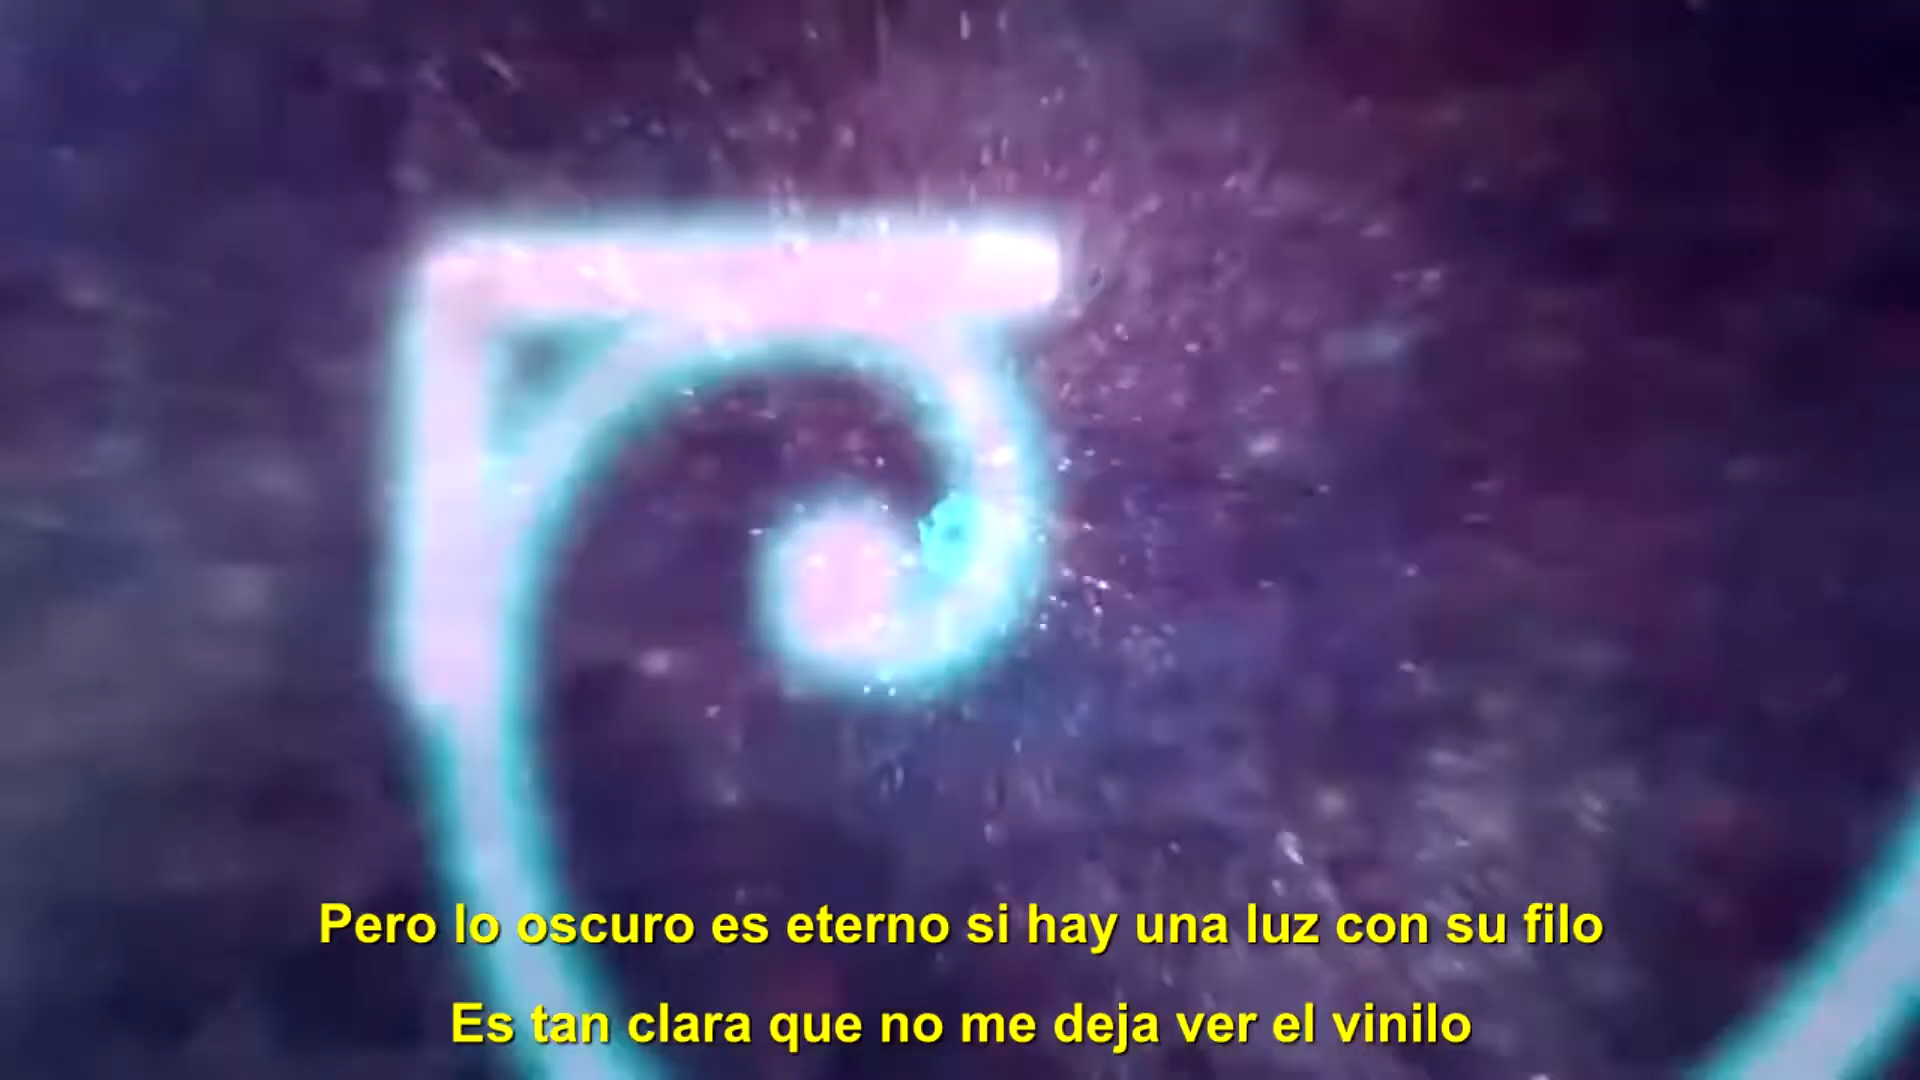 Pero lo oscuro es eterno si hay una luz con su filo
Es tan clara que no me deja ver el vinilo